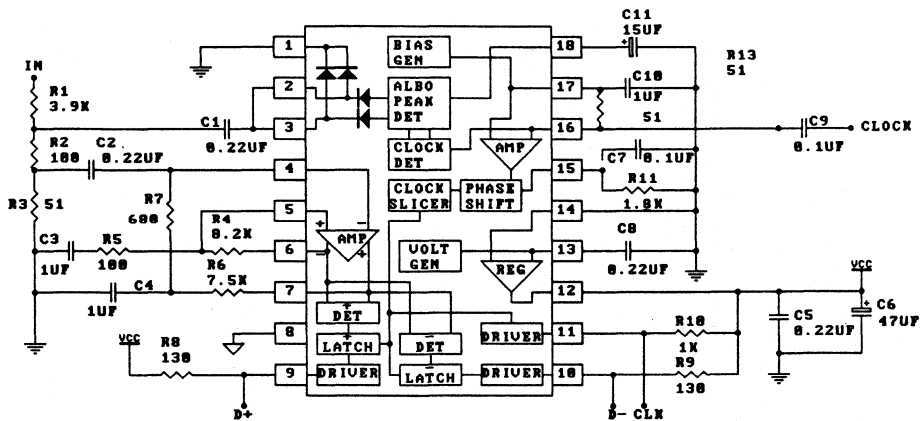 C11
15UF
+
1
BIAS
GEN
18
R13
51
IN
2
ALBO
PEAK
DET
17
C10
1UF
R1
3.9K
C1
0.22UF
3
16
51
C9
0.1UF
CLOCK
R2
100
C2
0.22UF
CLOCK
DET
AMP
C7
0.1UF
4
15
R3
51
R7
680
CLOCK
SLICER
PHASE
SHIFT
R11
1.8K
5
+
−
14
C3
1UF
R5
100
R4
8.2K
6
AMP
−
+
VOLT
GEN
13
C8
0.22UF
R6
7.5K
REG
VCC
C4
1UF
7
12
+
DET
R10
1K
C5
0.22UF
+
C6
47UF
8
DRIVER
11
VCC
R8
130
+
LATCH
−
DET
R9
130
9
DRIVER
−
LATCH
DRIVER
10
D+
D−
CLK